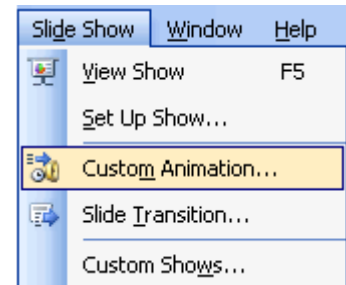 Slide Show Window Help
View Show F5
Set Up Show...
Custom Animation...
Slide Transition...
Custom Shows...